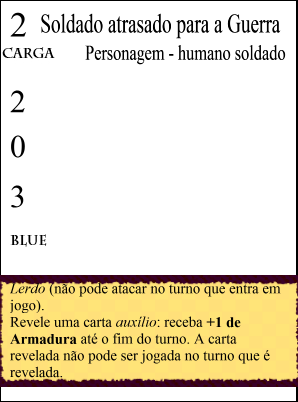 2 Soldado atrasado para a Guerra
CARGA Personagem - humano soldado
2
0
3
BLUE
Lerdo (não pode atacar no turno que entra em
jogo).
Revele uma carta auxílio: receba +1 de
Armadura até o fim do turno. A carta
revelada não pode ser jogada no turno que é
revelada.